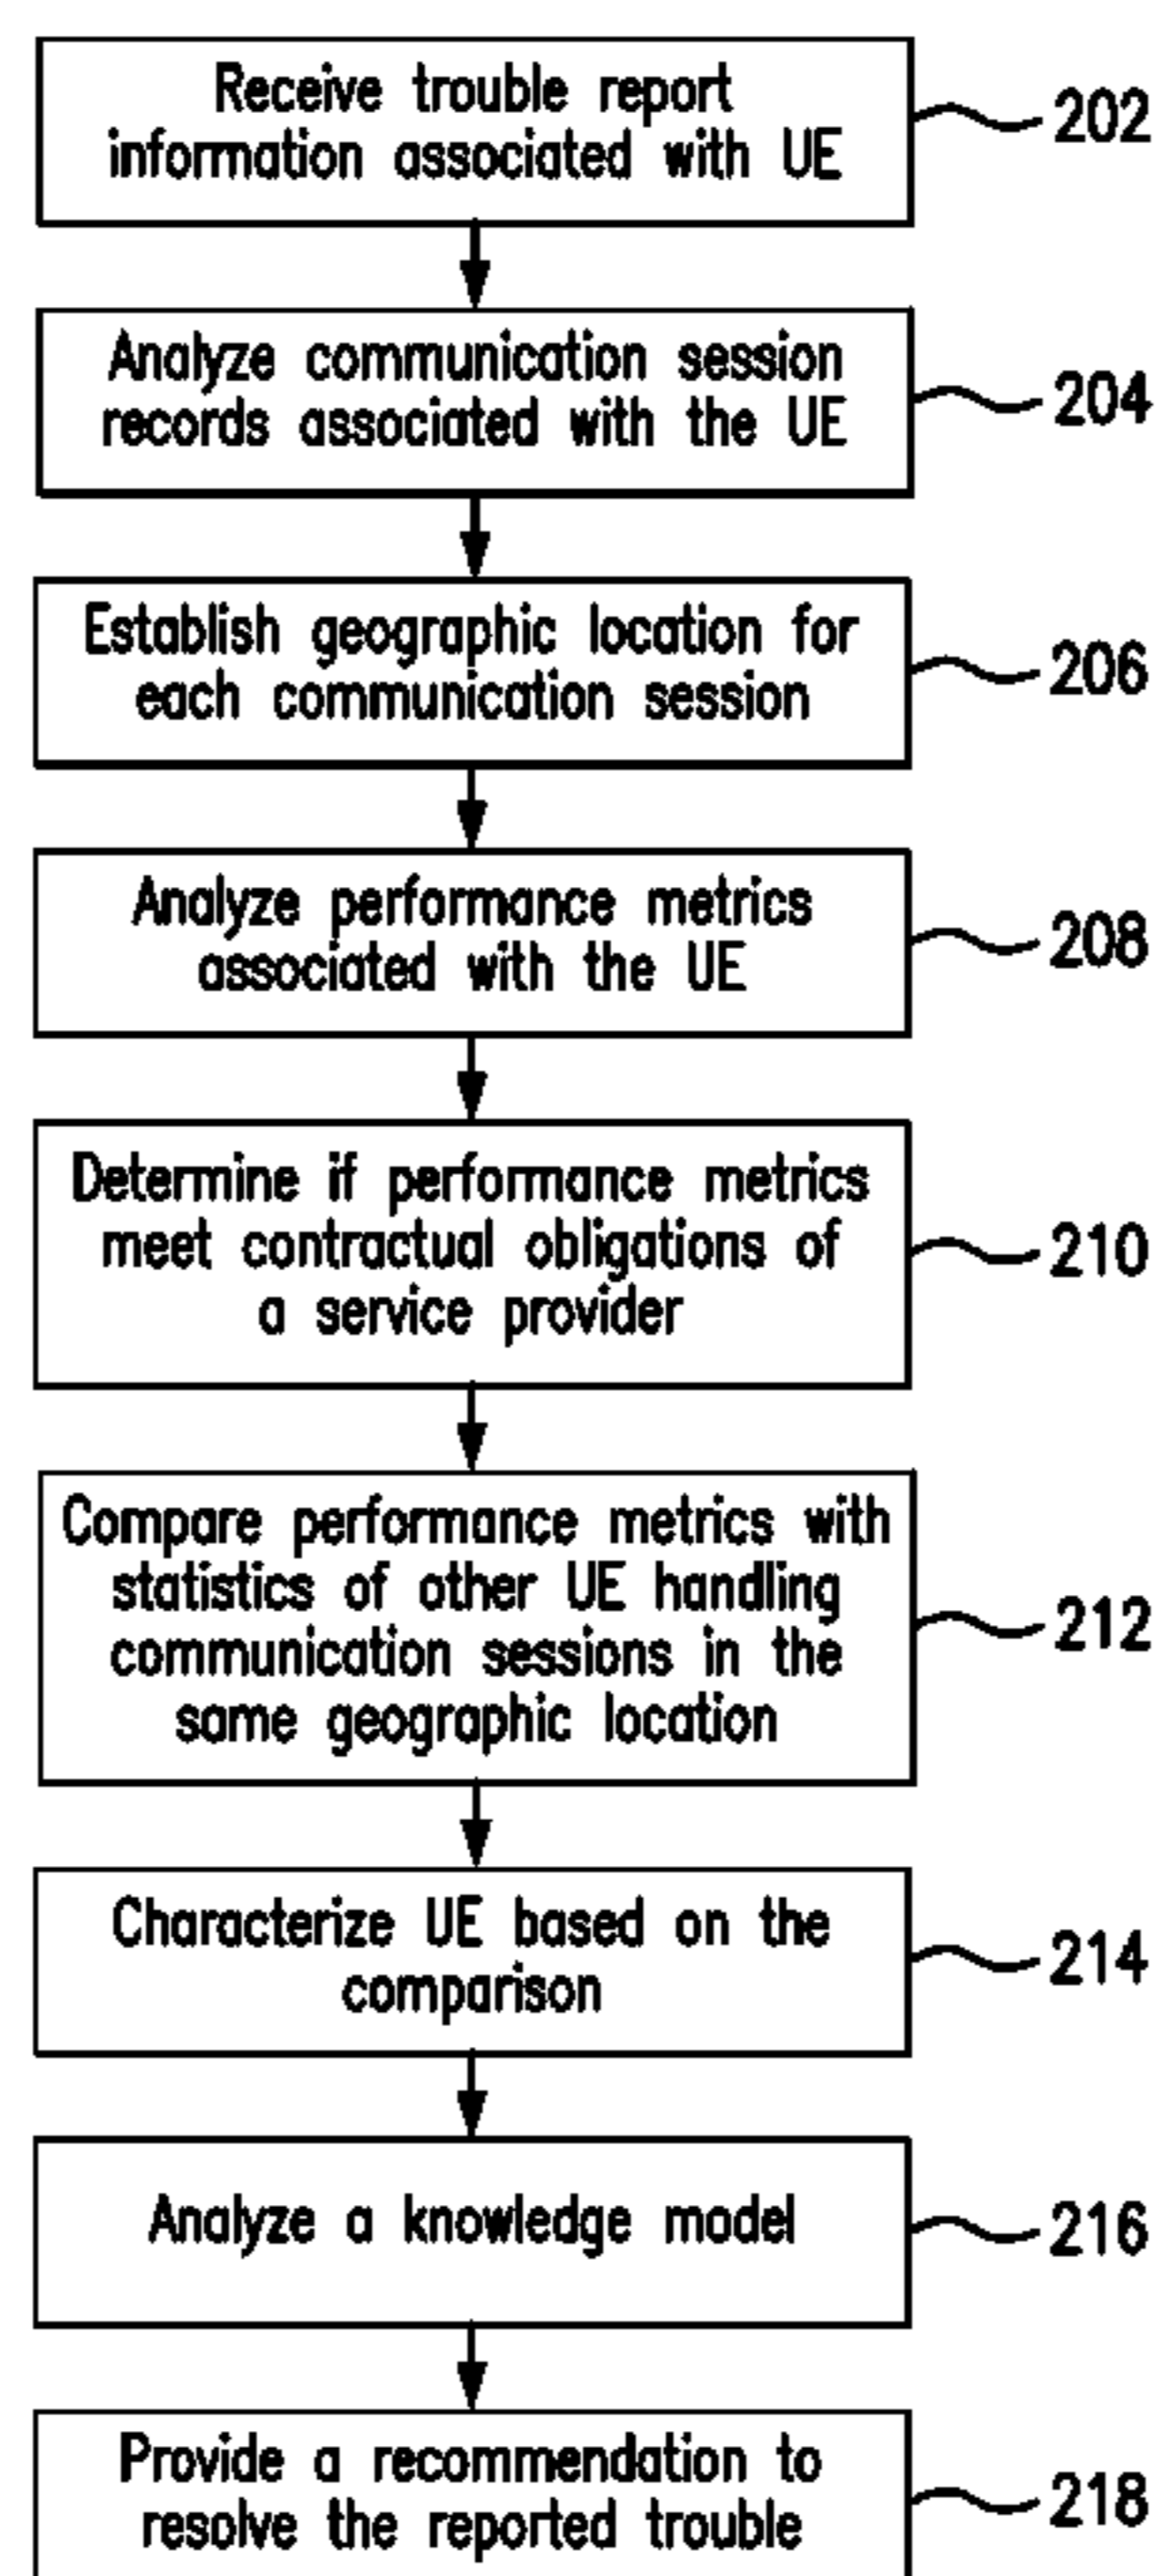 Receive trouble report
information associated with UE
202
Analyze communication session
records associated with the UE
204
Establish geographic location for
each communication session
206
Analyze performance metrics
associated with the UE
208
Determine if performance metrics
meet contractual obligations of
a service provider
210
Compare performance metrics with
statistics of other UE handling
communication sessions in the
same geographic location
212
Characterize UE based on the
comparison
214
Analyze a knowledge model
216
Provide a recommendation to
resolve the reported trouble
218